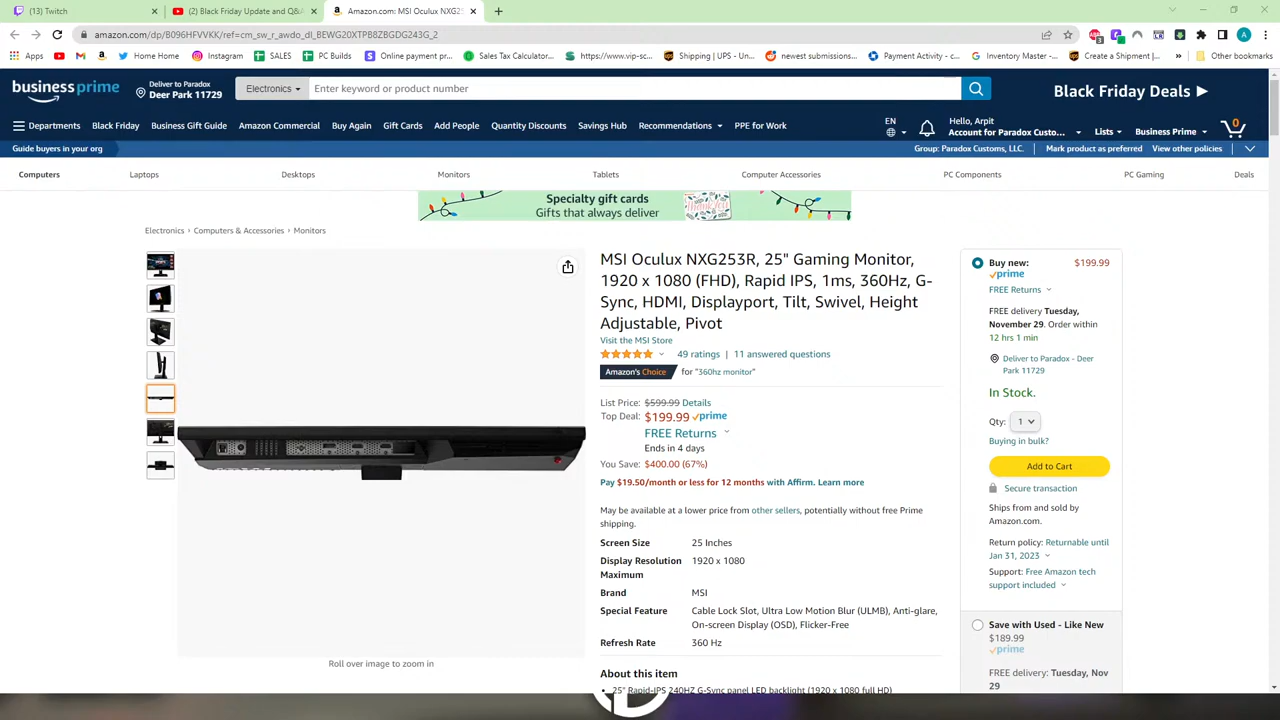 (13) Twitch
(2) Black Friday Update and Q&A
Amazon.com: MSI Oculux NXG25
amazon.com/dp/B096HFVVKK/ref=cm_sw_r_awdo_dl_BEWG20XTPB8ZBGDG243G_2
Apps YouTube Gmail Twitter Home Home Instagram SALES PC Builds Online payment pr... Sales Tax Calculator... https://www.vip-sc... Shipping | UPS - Un... newest submissions... Payment Activity - c... Inventory Master -... Create a Shipment |... » Other bookmarks
business prime
Deliver to Paradox
Deer Park 11729
Electronics
Enter keyword or product number
Black Friday Deals
EN
Hello, Arpit
Account for Paradox Custo...
Lists
Business Prime
0
Departments Black Friday Business Gift Guide Amazon Commercial Buy Again Gift Cards Add People Quantity Discounts Savings Hub Recommendations PPE for Work
Guide buyers in your org
Group: Paradox Customs, LLC. Mark product as preferred View other policies
Computers Laptops Desktops Monitors Tablets Computer Accessories PC Components PC Gaming Deals
Specialty gift cards
Gifts that always deliver
Electronics › Computers & Accessories › Monitors
MSI Oculux NXG253R, 25" Gaming Monitor,
1920 x 1080 (FHD), Rapid IPS, 1ms, 360Hz, G-
Sync, HDMI, Displayport, Tilt, Swivel, Height
Adjustable, Pivot
Visit the MSI Store
49 ratings | 11 answered questions
Amazon's Choice for "360hz monitor"
List Price: $599.99 Details
Top Deal: $199.99 prime
FREE Returns
Ends in 4 days
You Save: $400.00 (67%)
Pay $19.50/month or less for 12 months with Affirm. Learn more
May be available at a lower price from other sellers, potentially without free Prime
shipping.
Screen Size 25 Inches
Display Resolution 1920 x 1080
Maximum
Brand MSI
Special Feature Cable Lock Slot, Ultra Low Motion Blur (ULMB), Anti-glare,
On-screen Display (OSD), Flicker-Free
Refresh Rate 360 Hz
About this item
• 25" Rapid-IPS 240HZ G-Sync panel LED backlight (1920 x 1080 full HD)
Roll over image to zoom in
Buy new: $199.99
prime
FREE Returns
FREE delivery Tuesday,
November 29. Order within
12 hrs 1 min
Deliver to Paradox - Deer
Park 11729
In Stock.
Qty: 1
Buying in bulk?
Add to Cart
Secure transaction
Ships from and sold by
Amazon.com.
Return policy: Returnable until
Jan 31, 2023
Support: Free Amazon tech
support included
Save with Used - Like New
$189.99
prime
FREE delivery: Tuesday, Nov
29